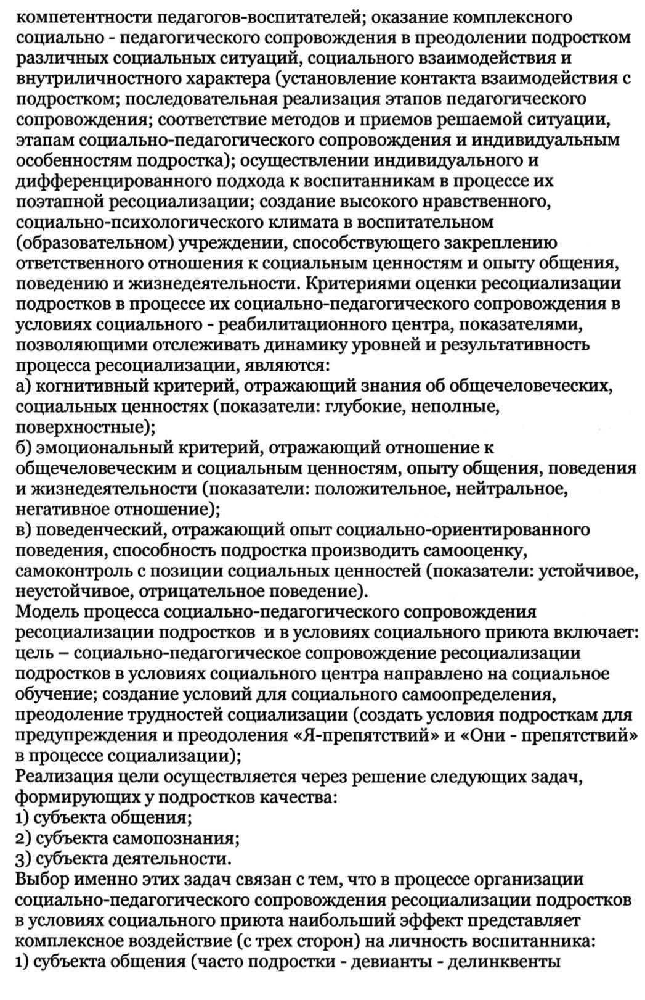 компетентности педагогов-воспитателей; оказание комплексного
социально - педагогического сопровождения в преодолении подростком
различных социальных ситуаций, социального взаимодействия и
внутриличностного характера (установление контакта взаимодействия с
подростком; последовательная реализация этапов педагогического
сопровождения; соответствие методов и приемов решаемой ситуации,
этапам социально-педагогического сопровождения и индивидуальным
особенностям подростка); осуществлении индивидуального и
дифференцированного подхода к воспитанникам в процессе их
поэтапной ресоциализации; создание высокого нравственного,
социально-психологического климата в воспитательном
(образовательном) учреждении, способствующего закреплению
ответственного отношения к социальным ценностям и опыту общения,
поведению и жизнедеятельности. Критериями оценки ресоциализации
подростков в процессе их социально-педагогического сопровождения в
условиях социального - реабилитационного центра, показателями,
позволяющими отслеживать динамику уровней и результативность
процесса ресоциализации, являются:
а) когнитивный критерий, отражающий знания об общечеловеческих,
социальных ценностях (показатели: глубокие, неполные,
поверхностные);
б) эмоциональный критерий, отражающий отношение к
общечеловеческим и социальным ценностям, опыту общения, поведения
и жизнедеятельности (показатели: положительное, нейтральное,
негативное отношение);
в) поведенческий, отражающий опыт социально-ориентированного
поведения, способность подростка производить самооценку,
самоконтроль с позиции социальных ценностей (показатели: устойчивое,
неустойчивое, отрицательное поведение).
Модель процесса социально-педагогического сопровождения
ресоциализации подростков  и в условиях социального приюта включает:
цель – социально-педагогическое сопровождение ресоциализации
подростков в условиях социального центра направлено на социальное
обучение; создание условий для социального самоопределения,
преодоление трудностей социализации (создать условия подросткам для
предупреждения и преодоления «Я-препятствий» и «Они - препятствий»
в процессе социализации);
Реализация цели осуществляется через решение следующих задач,
формирующих у подростков качества:
1) субъекта общения;
2) субъекта самопознания;
3) субъекта деятельности.
Выбор именно этих задач связан с тем, что в процессе организации
социально-педагогического сопровождения ресоциализации подростков
в условиях социального приюта наибольший эффект представляет
комплексное воздействие (с трех сторон) на личность воспитанника:
1) субъекта общения (часто подростки - девианты - делинквенты